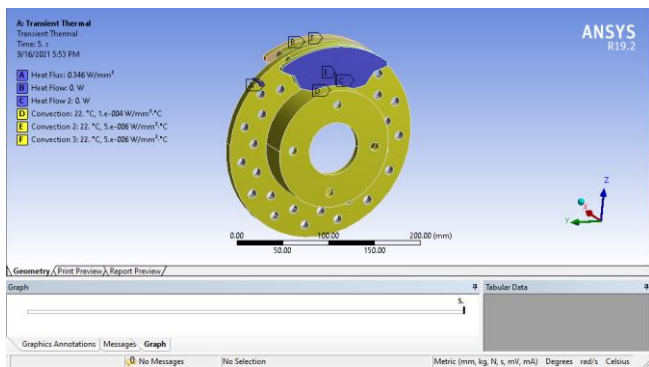 A: Transient Thermal
Transient Thermal
Time: 5. s
9/16/2021 5:53 PM
A Heat Flux: 0.346 W/mm²
B Heat Flow: 0. W
C Heat Flow 2: 0. W
D Convection: 22. °C, 1.e-004 W/mm²·°C
E Convection 2: 22. °C, 5.e-006 W/mm²·°C
F Convection 3: 22. °C, 5.e-006 W/mm²·°C
ANSYS
R19.2
B F
A
E
C
D
Z
X
Y
0.00 100.00 200.00 (mm)
50.00 150.00
Geometry Print Preview Report Preview
Graph Tabular Data
5.
Graphics Annotations Messages Graph
No Messages No Selection Metric (mm, kg, N, s, mV, mA) Degrees rad/s Celsius